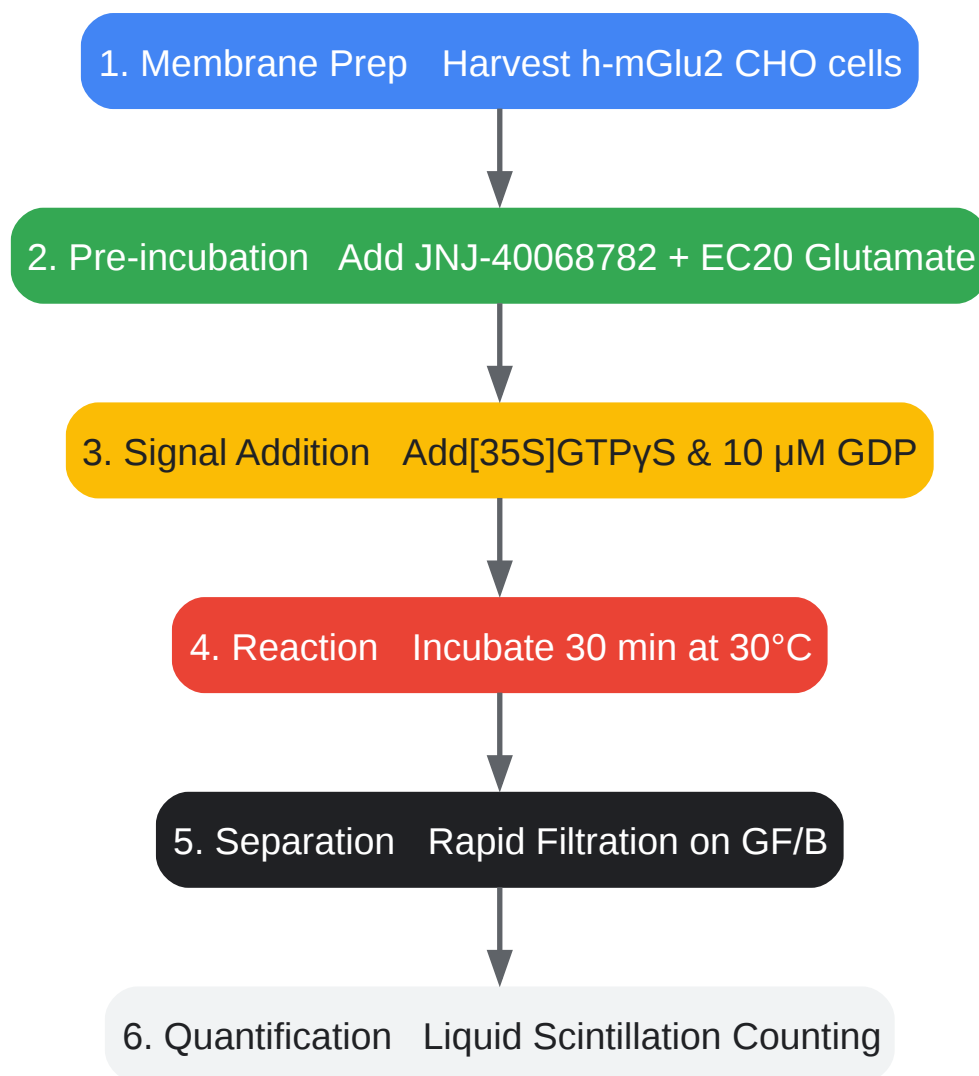 1. Membrane Prep   Harvest h-mGlu2 CHO cells
2. Pre-incubation   Add JNJ-40068782 + EC20 Glutamate
3. Signal Addition   Add[35S]GTPγS & 10 μM GDP
4. Reaction   Incubate 30 min at 30°C
5. Separation   Rapid Filtration on GF/B
6. Quantification   Liquid Scintillation Counting